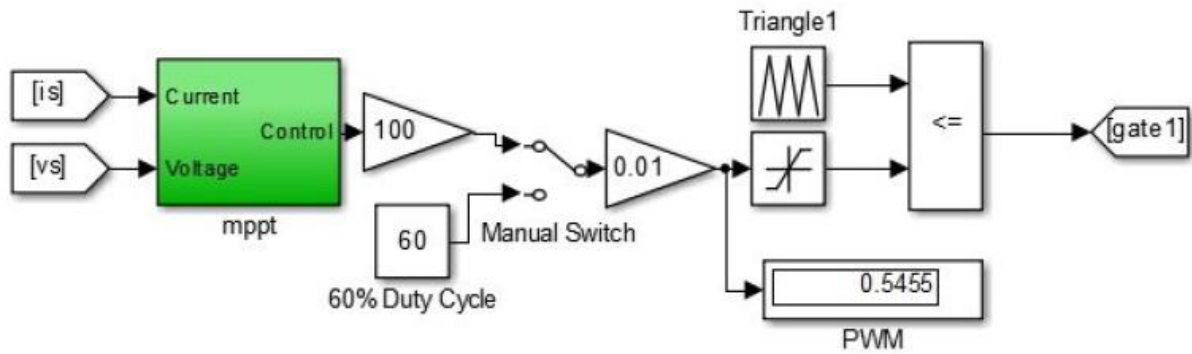 Triangle1
[is]
Current
Control
100
<=
[gate1]
[vs]
Voltage
0.01
mppt
60
Manual Switch
60% Duty Cycle
0.5455
PWM